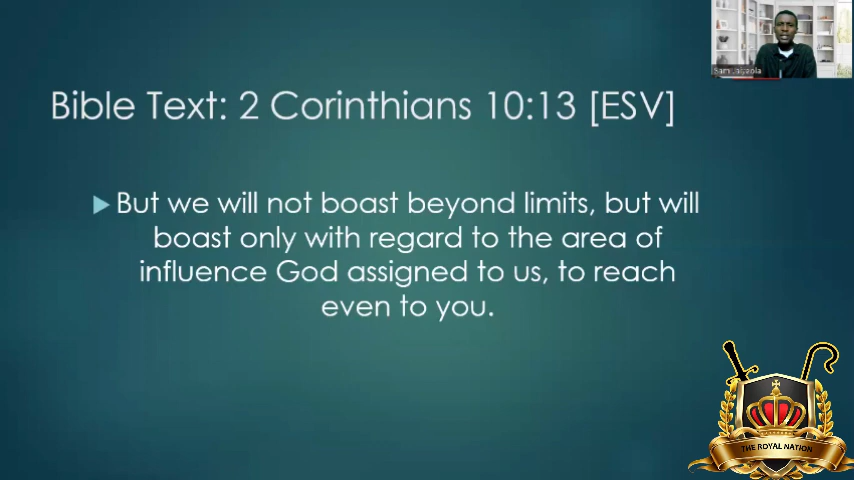 Bible Text: 2 Corinthians 10:13 [ESV]
But we will not boast beyond limits, but will
boast only with regard to the area of
influence God assigned to us, to reach
even to you.
THE ROYAL NATION